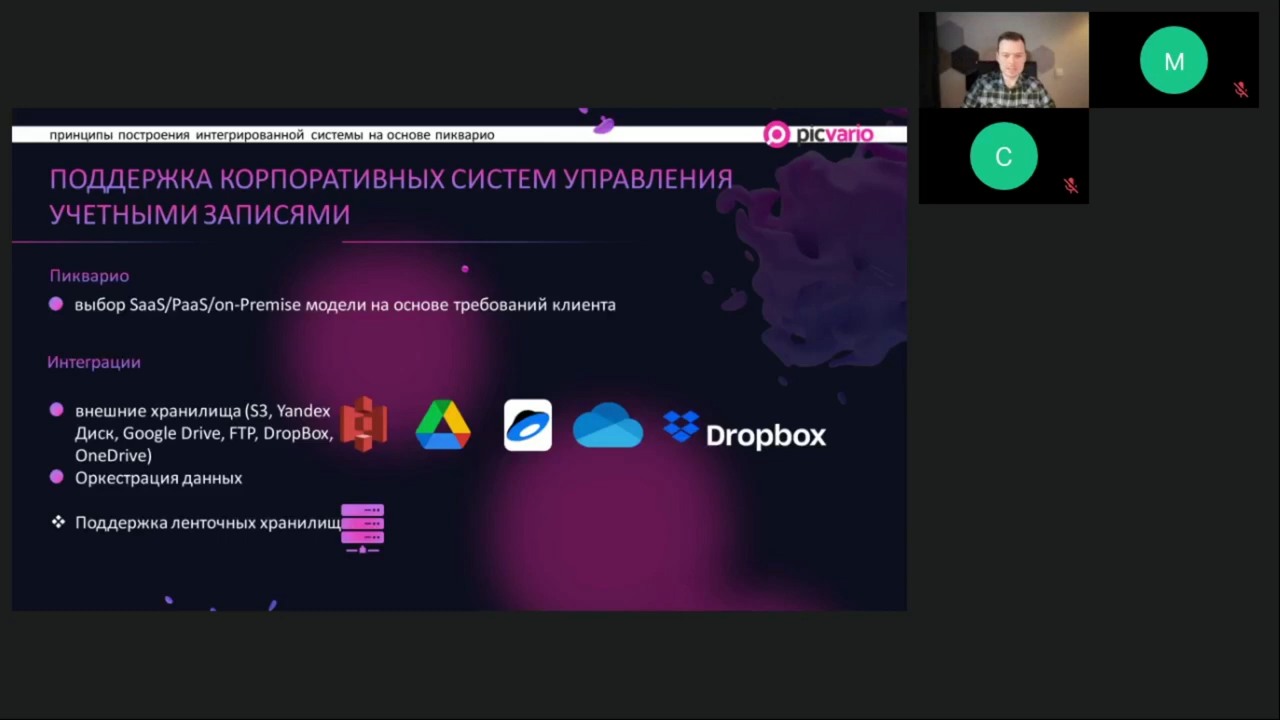 принципы построения интегрированной системы на основе пикварио
picvario
ПОДДЕРЖКА КОРПОРАТИВНЫХ СИСТЕМ УПРАВЛЕНИЯ
УЧЕТНЫМИ ЗАПИСЯМИ
Пикварио
выбор SaaS/PaaS/on-Premise модели на основе требований клиента
Интеграции
внешние хранилища (S3, Yandex
Диск, Google Drive, FTP, DropBox,
OneDrive)
Dropbox
Оркестрация данных
Поддержка ленточных хранилищ
M
C